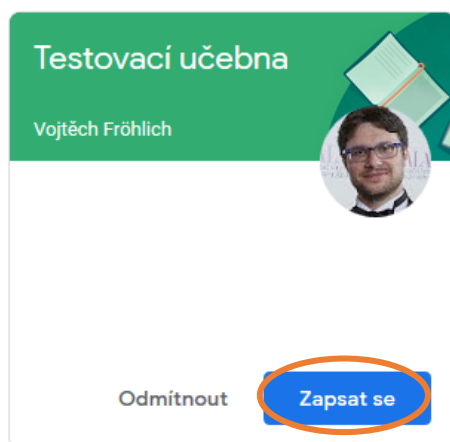 Testovací učebna
Vojtěch Fröhlich
Odmítnout Zapsat se